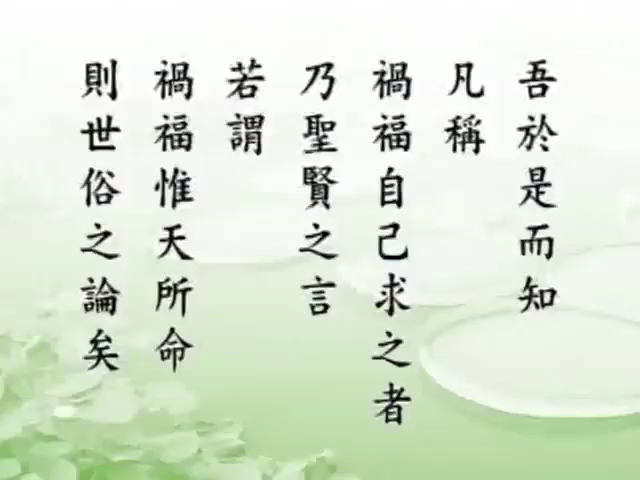 吾於是而知
凡稱
禍福自己求之者
乃聖賢之言
若謂
禍福惟天所命
則世俗之論矣